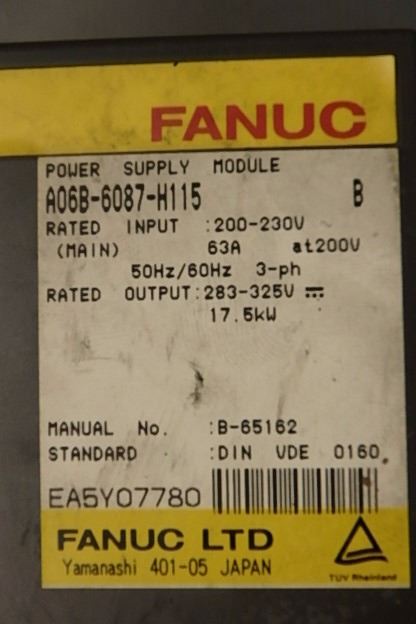 FANUC
POWER SUPPLY MODULE
A06B-6087-H115 B
RATED INPUT :200-230V
(MAIN) 63A at200V
50Hz/60Hz 3-ph
RATED OUTPUT:283-325V ⎓
17.5kW
MANUAL No. :B-65162
STANDARD :DIN VDE 0160.
EA5Y07780
FANUC LTD
Yamanashi 401-05 JAPAN
TUV Rheinland